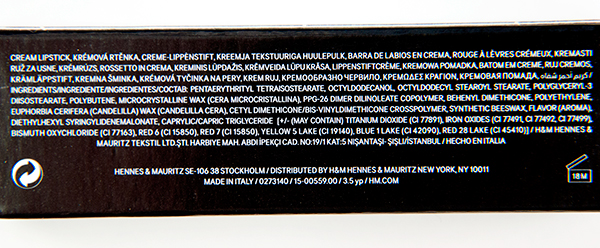 CREAM LIPSTICK, KRÉMOVÁ RTĚNKA, CREME-LIPPENSTIFT, KREEMJA TEKSTUURIGA HUULEPULK, BARRA DE LABIOS EN CREMA, ROUGE À LÈVRES CRÉMEUX, KREMASTI
RUŽ ZA USNE, KRÉMRÚZS, ROSSETTO IN CREMA, KREMINIS LŪPDAŽIS, KRĒMVEIDA LŪPU KRĀSA, LIPPENSTIFTCRÈME, KREMOWA POMADKA, BATOM EM CREME, RUJ CREMOS,
KRÄMLÄPPSTIFT, KREMNA ŠMINKA, KRÉMOVÁ TYČINKA NA PERY, KREM RUJ, КРЕМООБРАЗНО ЧЕРВИЛО, ΚΡΕΜΩΔΕΣ ΚΡΑΓΙΟΝ, КРЕМОВАЯ ПОМАДА, كريم أحمر شفاه
INGREDIENTS/INGREDIENTER/INGREDIENTES/СОСТАВ: PENTAERYTHRITYL TETRAISOSTEARATE, OCTYLDODECANOL, OCTYLDODECYL STEAROYL STEARATE, POLYGLYCERYL-3
DIISOSTEARATE, POLYBUTENE, MICROCRYSTALLINE WAX (CERA MICROCRISTALLINA), PPG-26 DIMER DILINOLEATE COPOLYMER, BEHENYL DIMETHICONE, POLYETHYLENE,
EUPHORBIA CERIFERA (CANDELILLA) WAX (CANDELILLA CERA), CETYL DIMETHICONE/BIS-VINYLDIMETHICONE CROSSPOLYMER, SYNTHETIC BEESWAX, FLAVOR (AROMA),
DIETHYLHEXYL SYRINGYLIDENEMALONATE, CAPRYLIC/CAPRIC TRIGLYCERIDE [+/- (MAY CONTAIN) TITANIUM DIOXIDE (CI 77891), IRON OXIDES (CI 77491, CI 77492, CI 77499),
BISMUTH OXYCHLORIDE (CI 77163), RED 6 (CI 15850), RED 7 (CI 15850), YELLOW 5 LAKE (CI 19140), BLUE 1 LAKE (CI 42090), RED 28 LAKE (CI 45410)] / H&M HENNES &
MAURITZ TEKSTIL LTD.ŞTİ. HARBIYE MAH. ABDI İPEKÇİ CAD. NO:19/1 KAT:5 NIŞANTAŞI-ŞIŞLI/ISTANBUL / HECHO EN ITALIA
HENNES & MAURITZ SE-106 38 STOCKHOLM / DISTRIBUTED BY H&M HENNES & MAURITZ NEW YORK, NY 10011
MADE IN ITALY / 0273140 / 15-00559.00 / 3.5 yp / HM.COM
18 M